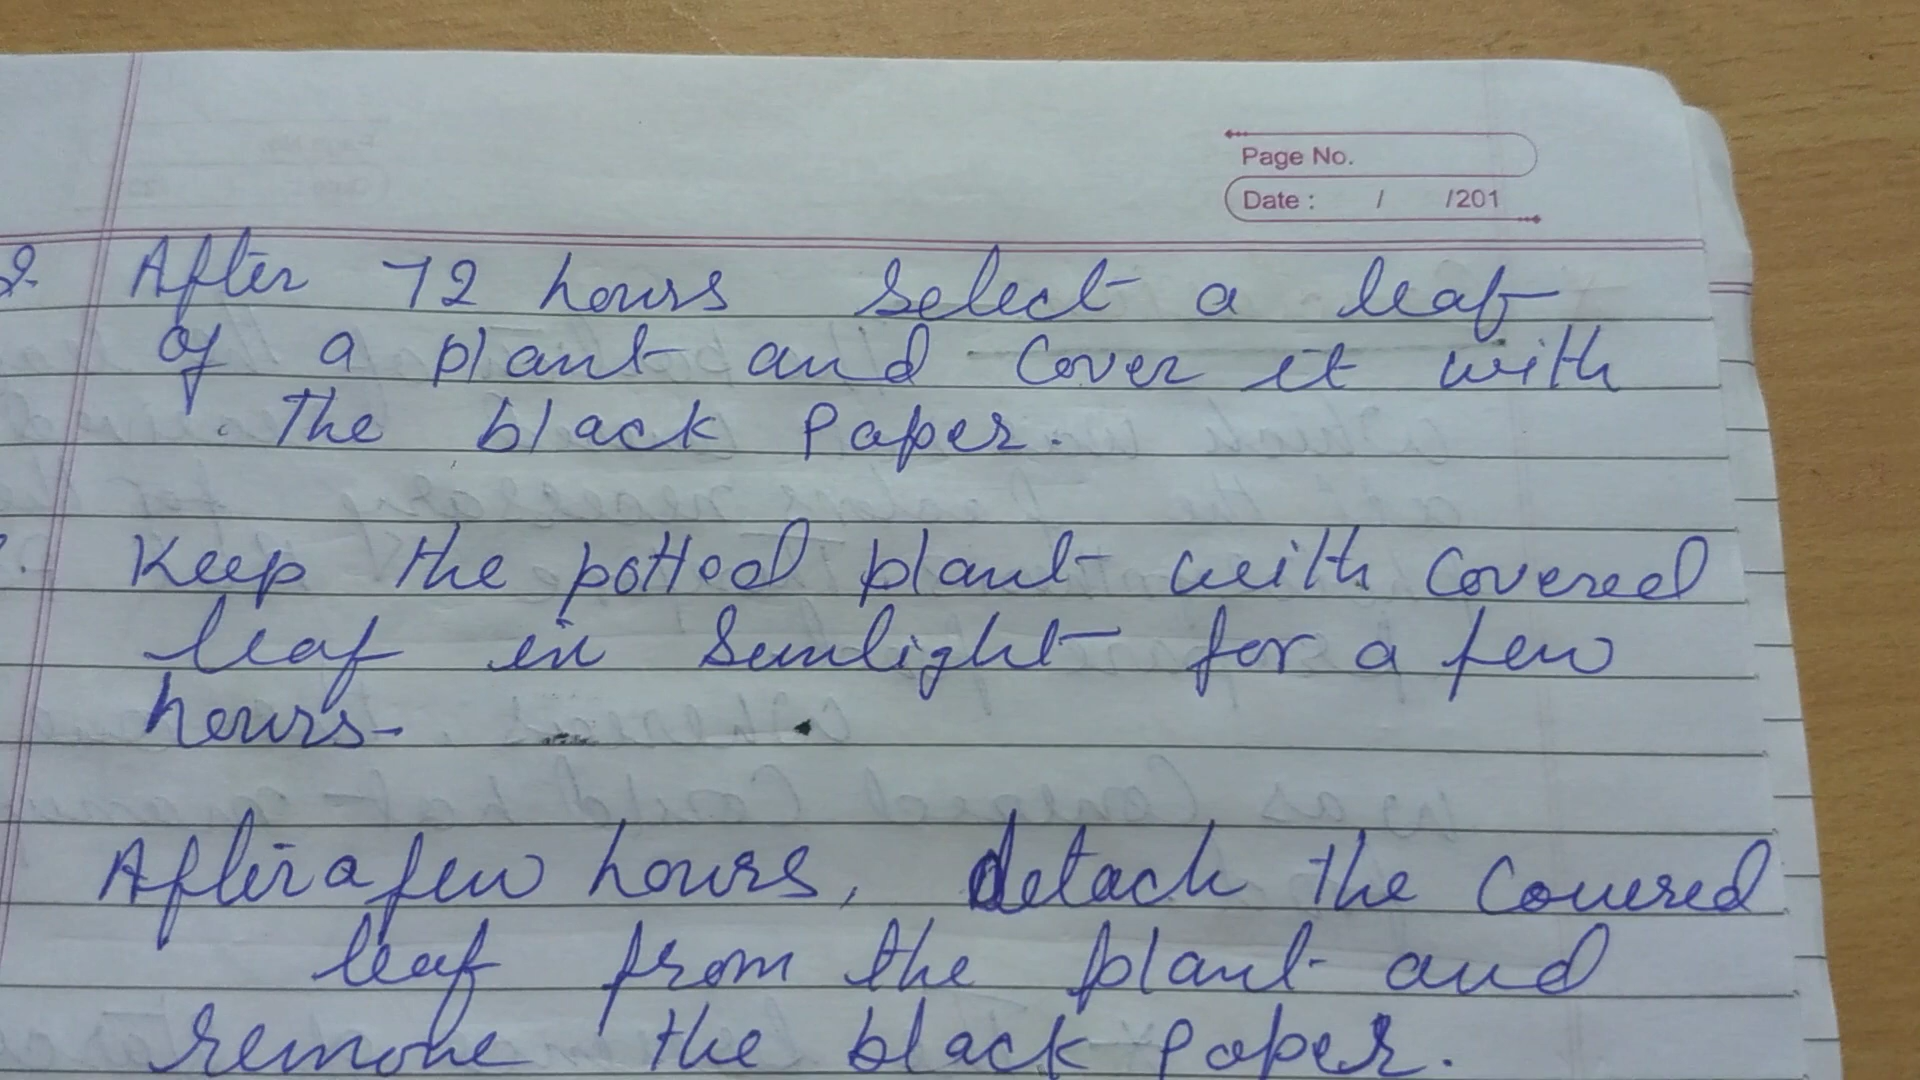 Page No.
Date : / /201
2. After 72 hours select a leaf
of a plant and cover it with
the black Paper.
Keep the potted plant with covered
leaf in Sunlight for a few
hours.
After a few hours, detach the covered
leaf from the plant and
remove the black paper.